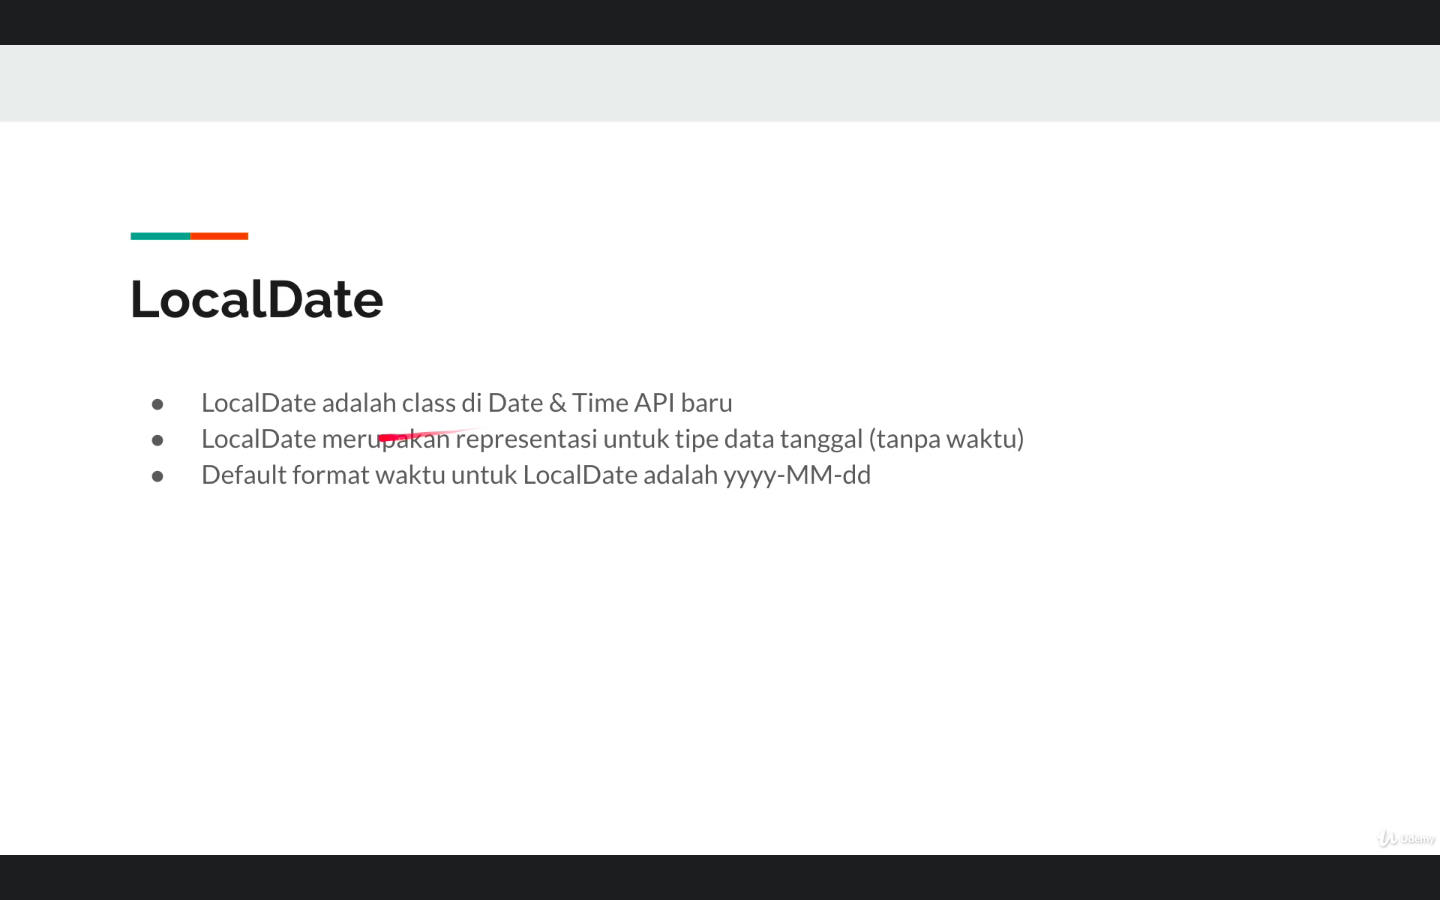 LocalDate
● LocalDate adalah class di Date & Time API baru
● LocalDate merupakan representasi untuk tipe data tanggal (tanpa waktu)
● Default format waktu untuk LocalDate adalah yyyy-MM-dd
Udemy